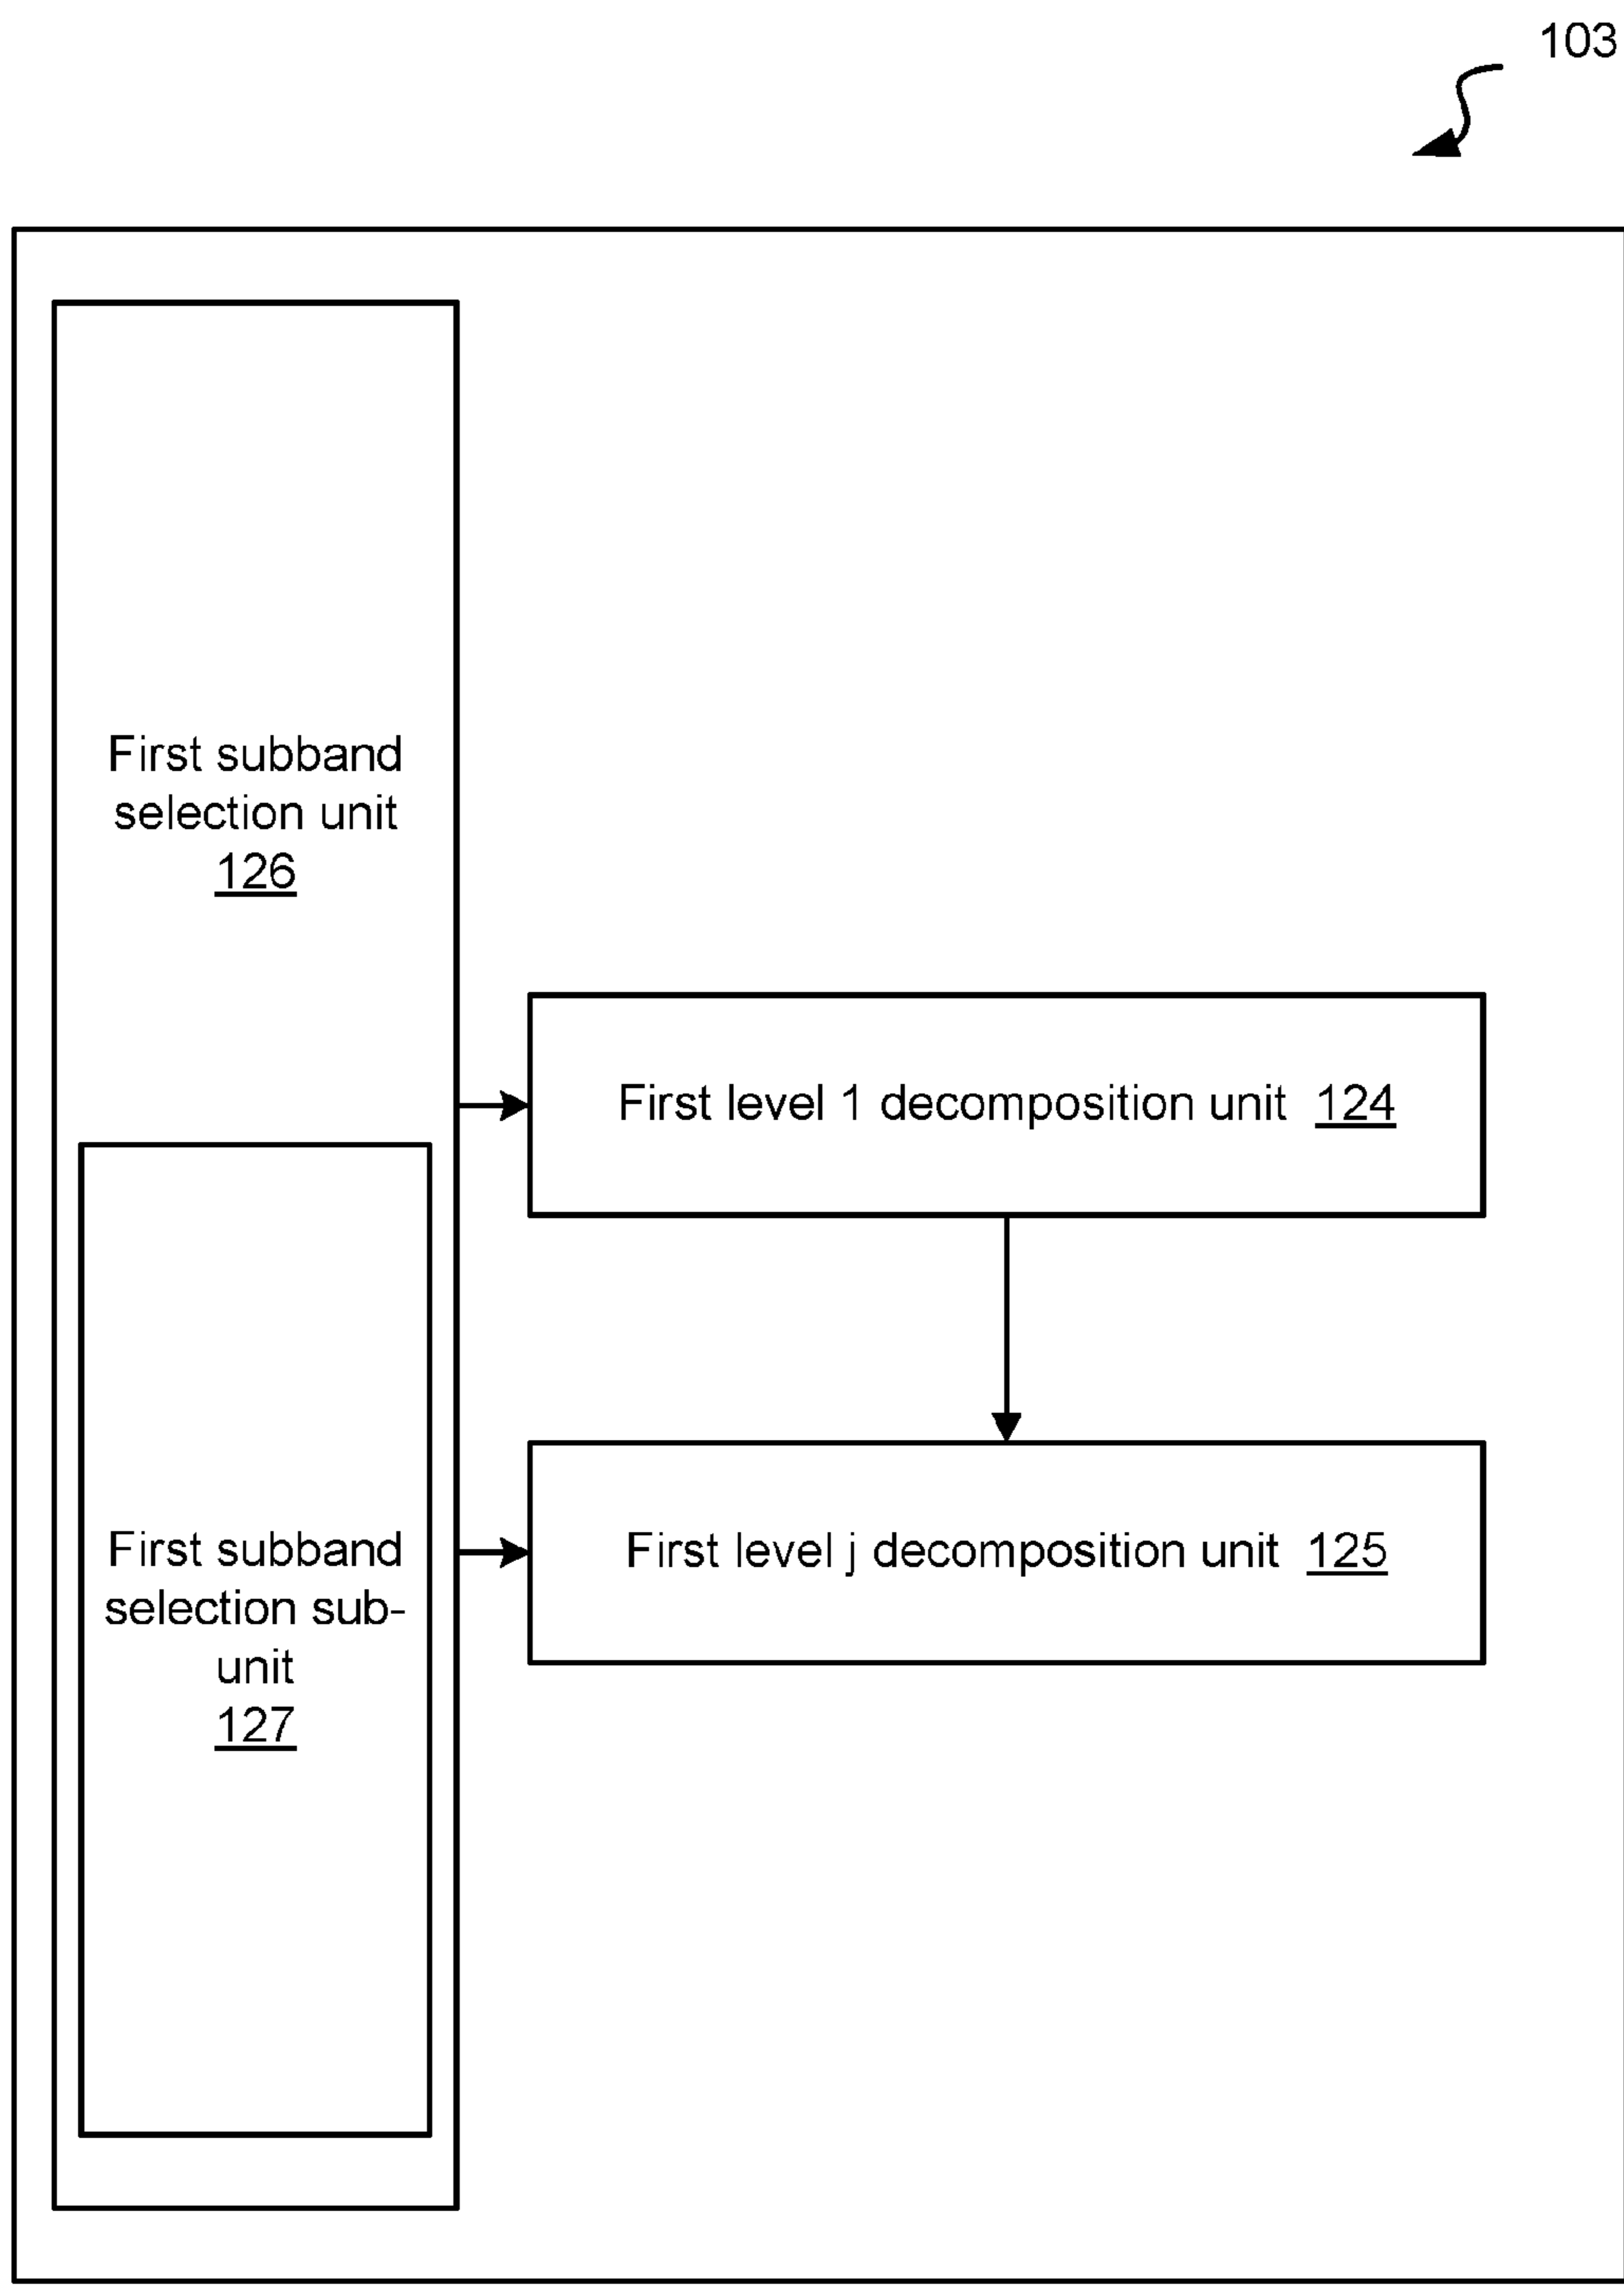 103
First subband
selection unit
126
First level 1 decomposition unit 124
First subband
selection sub-
unit
127
First level j decomposition unit 125